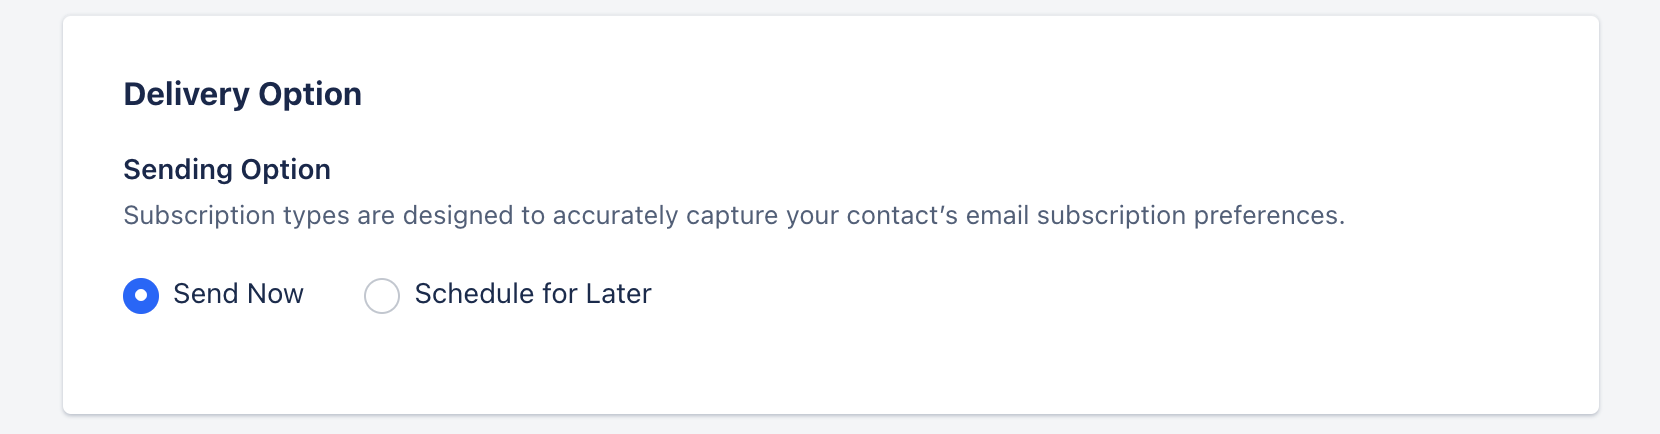 Delivery Option
Sending Option
Subscription types are designed to accurately capture your contact’s email subscription preferences.
Send Now
Schedule for Later